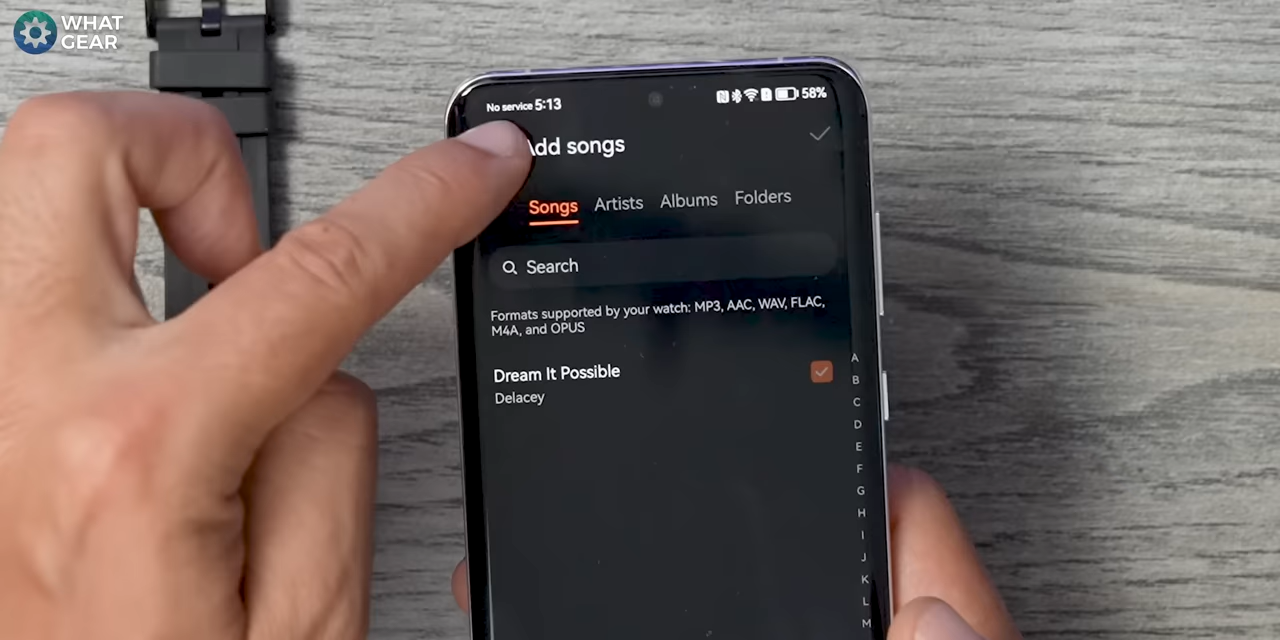 WHAT
GEAR
No service 5:13
58%
Add songs
Songs Artists Albums Folders
Search
Formats supported by your watch: MP3, AAC, WAV, FLAC,
M4A, and OPUS
Dream It Possible
Delacey
A
B
C
D
E
F
G
H
I
J
K
L
M